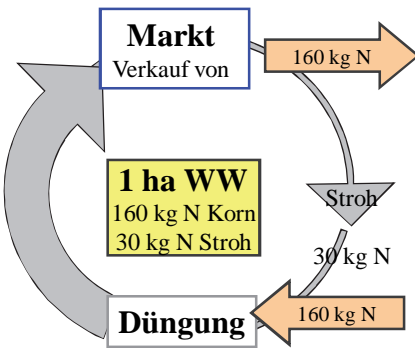 Markt
Verkauf von
160 kg N
1 ha WW
160 kg N Korn
30 kg N Stroh
Stroh
30 kg N
Düngung
160 kg N